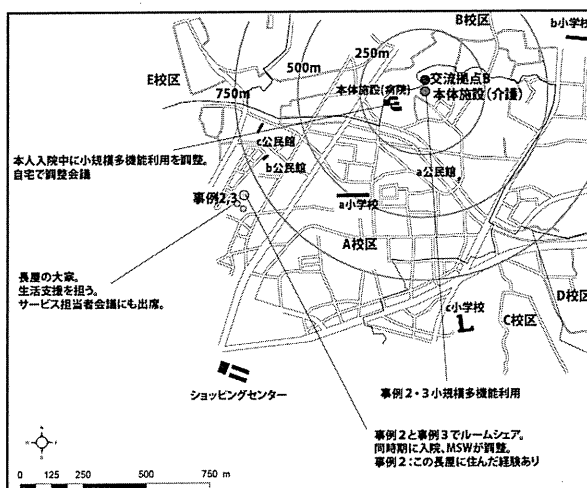 B校区
b小学校
250m
E校区
500m
交流拠点B
本体施設(病院)
本体施設(介護)
750m
本人入院中に小規模多機能利用を調整。
自宅で調整会議
c公民館
b公民館
a公民館
事例2,3
a小学校
A校区
長屋の大家。
生活支援を担う。
サービス担当者会議にも出席。
D校区
c小学校
C校区
ショッピングセンター
事例2・3小規模多機能利用
事例2と事例3でルームシェア。
同時期に入院、MSWが調整。
事例2:この長屋に住んだ経験あり
0 125 250 500 750 m